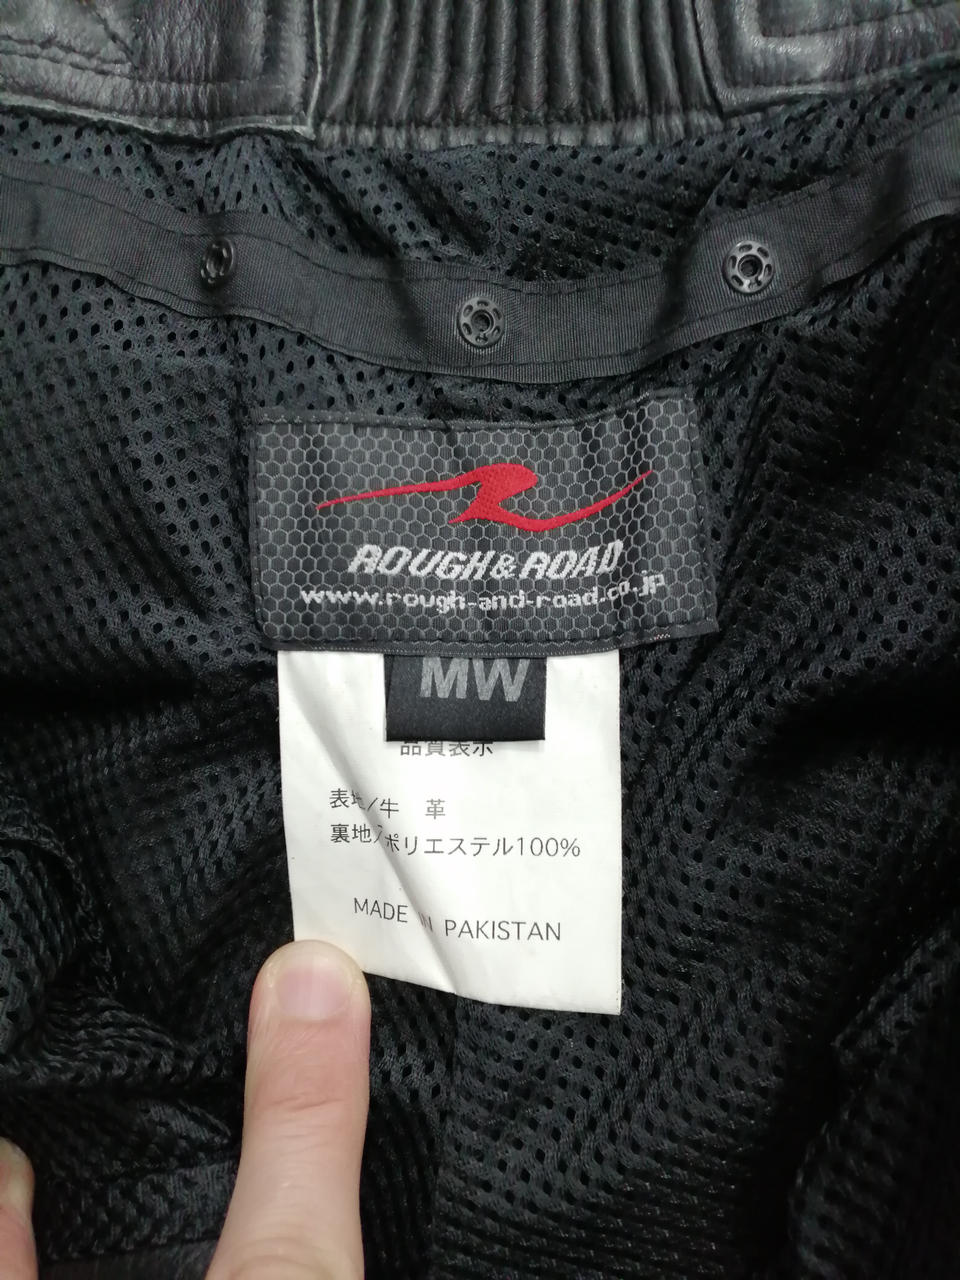 ROUGH & ROAD
www.rough-and-road.co.jp
MW
品質表示
表地/牛 革
裏地/ポリエステル100%
MADE IN PAKISTAN